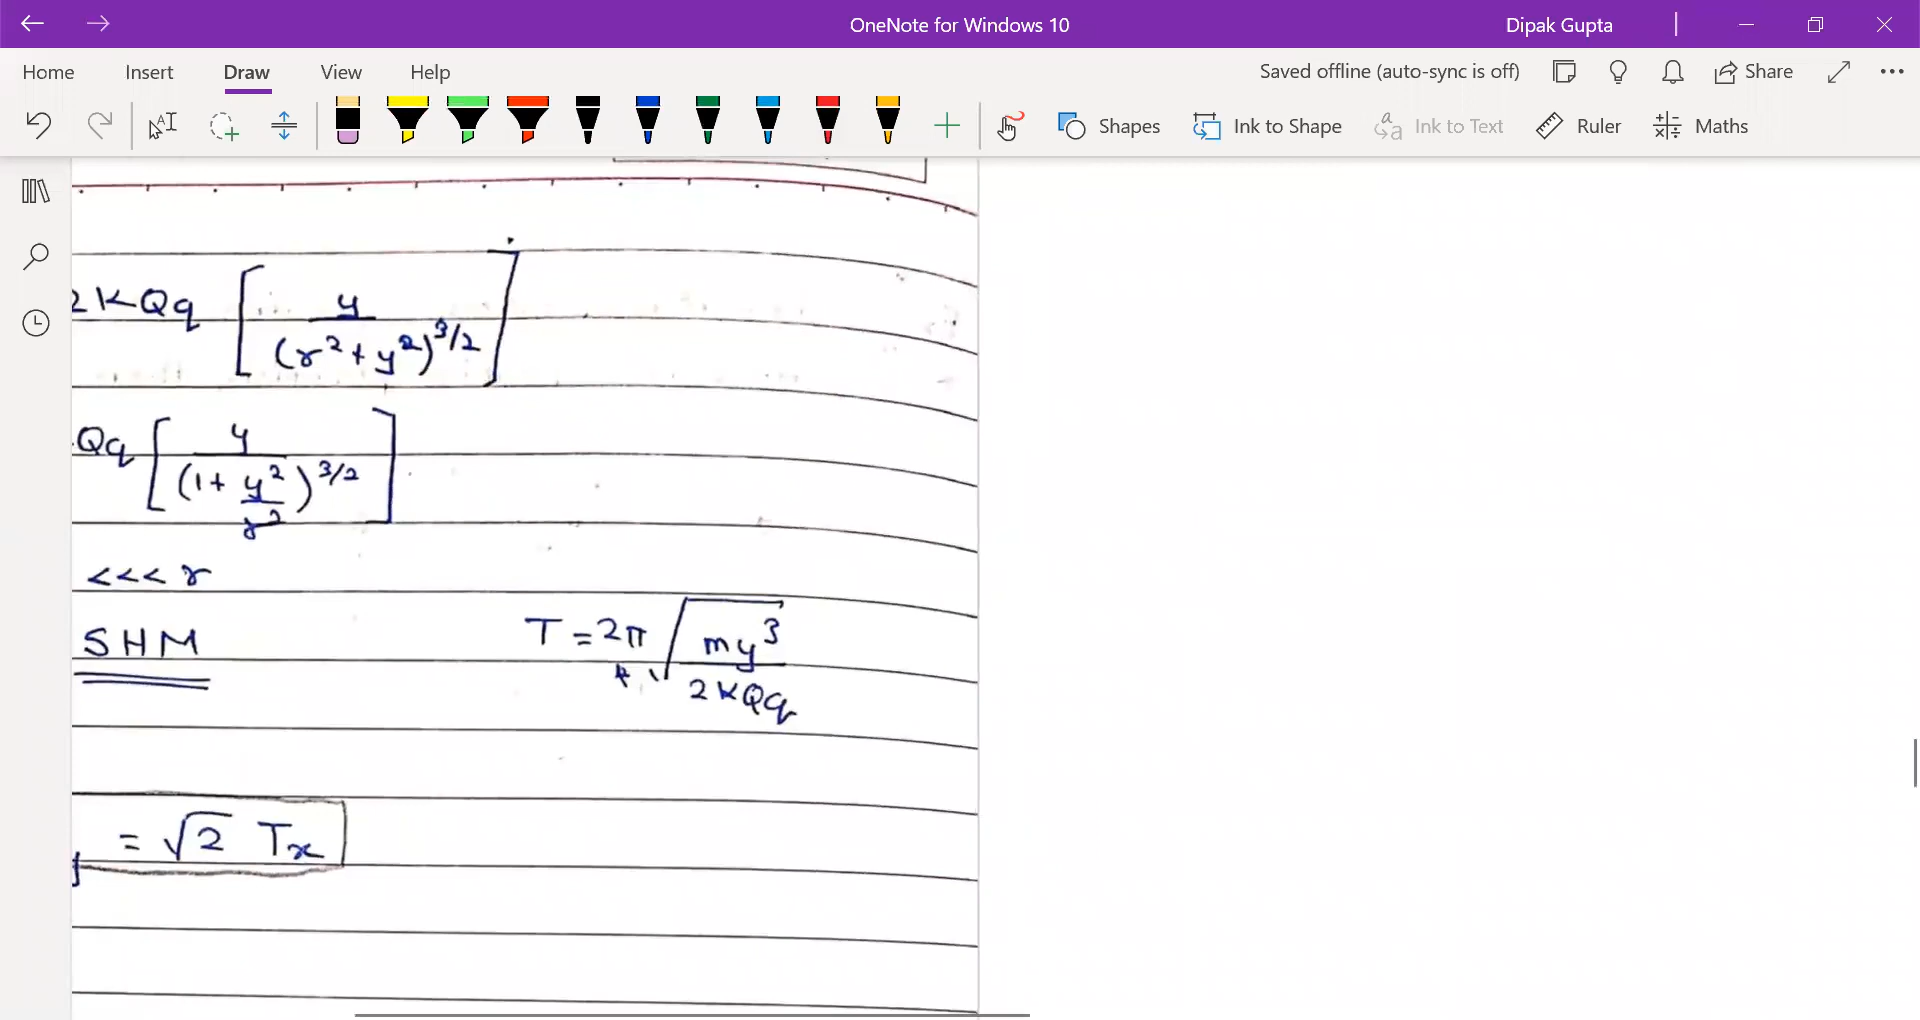 OneNote for Windows 10
Dipak Gupta
Home Insert Draw View Help
Saved offline (auto-sync is off) Share
Shapes Ink to Shape Ink to Text Ruler Maths
2KQq [ y / (r² + y²)^3/2 ]
Qq [ y / (1 + y²/r²)^3/2 ]
<<< r
SHM
T = 2π √(my³ / 2KQq)
= √2 Tx